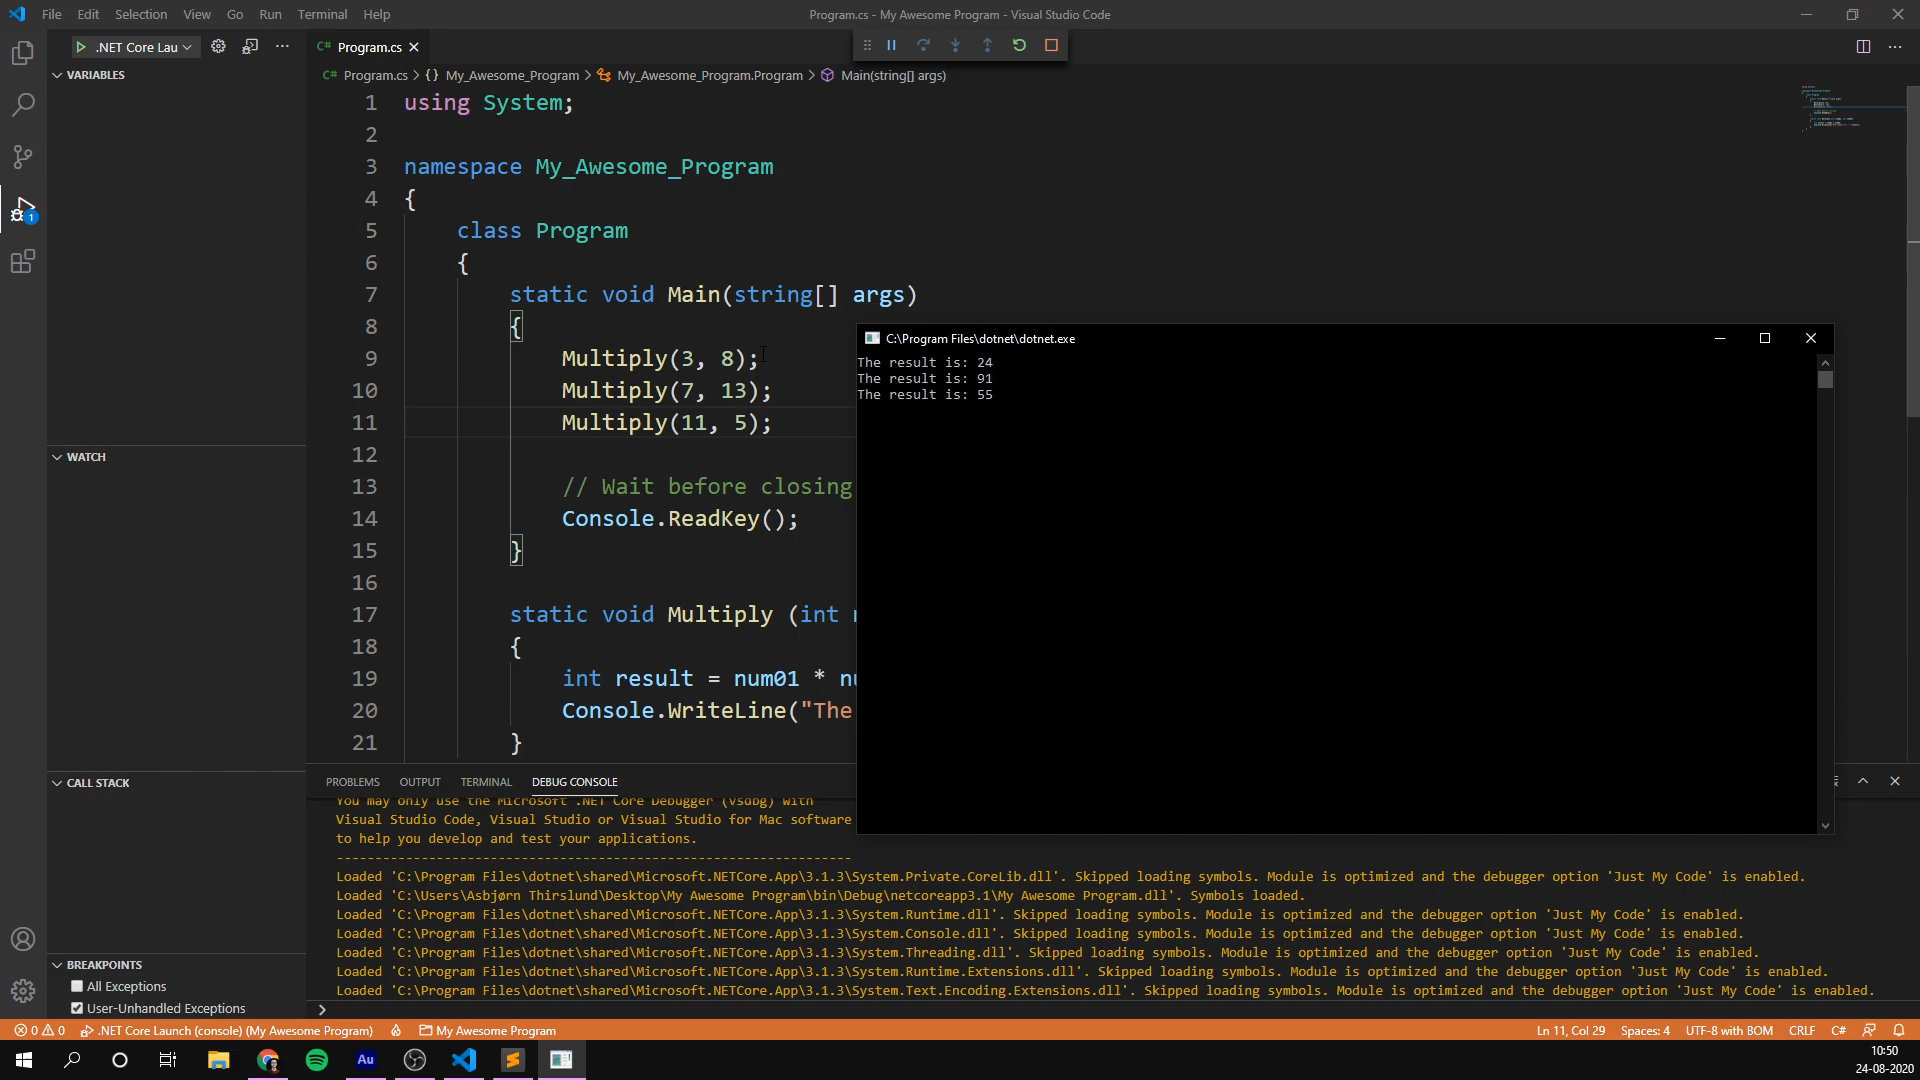 File Edit Selection View Go Run Terminal Help
Program.cs - My Awesome Program - Visual Studio Code
.NET Core Lau
Program.cs
VARIABLES
Program.cs > {} My_Awesome_Program > My_Awesome_Program.Program > Main(string[] args)
1 using System;
2
3 namespace My_Awesome_Program
4 {
5 class Program
6 {
7 static void Main(string[] args)
8 {
9 Multiply(3, 8);
10 Multiply(7, 13);
11 Multiply(11, 5);
12
13 // Wait before closing
14 Console.ReadKey();
15 }
16
17 static void Multiply (int
18 {
19 int result = num01 *
20 Console.WriteLine("The
21 }
C:\Program Files\dotnet\dotnet.exe
The result is: 24
The result is: 91
The result is: 55
WATCH
CALL STACK
BREAKPOINTS
All Exceptions
User-Unhandled Exceptions
1
PROBLEMS OUTPUT TERMINAL DEBUG CONSOLE
You may only use the Microsoft .NET Core Debugger (vsdbg) with
Visual Studio Code, Visual Studio or Visual Studio for Mac software
to help you develop and test your applications.
-------------------------------------------------------------------
Loaded 'C:\Program Files\dotnet\shared\Microsoft.NETCore.App\3.1.3\System.Private.CoreLib.dll'. Skipped loading symbols. Module is optimized and the debugger option 'Just My Code' is enabled.
Loaded 'C:\Users\Asbjørn Thirslund\Desktop\My Awesome Program\bin\Debug\netcoreapp3.1\My Awesome Program.dll'. Symbols loaded.
Loaded 'C:\Program Files\dotnet\shared\Microsoft.NETCore.App\3.1.3\System.Runtime.dll'. Skipped loading symbols. Module is optimized and the debugger option 'Just My Code' is enabled.
Loaded 'C:\Program Files\dotnet\shared\Microsoft.NETCore.App\3.1.3\System.Console.dll'. Skipped loading symbols. Module is optimized and the debugger option 'Just My Code' is enabled.
Loaded 'C:\Program Files\dotnet\shared\Microsoft.NETCore.App\3.1.3\System.Threading.dll'. Skipped loading symbols. Module is optimized and the debugger option 'Just My Code' is enabled.
Loaded 'C:\Program Files\dotnet\shared\Microsoft.NETCore.App\3.1.3\System.Runtime.Extensions.dll'. Skipped loading symbols. Module is optimized and the debugger option 'Just My Code' is enabled.
Loaded 'C:\Program Files\dotnet\shared\Microsoft.NETCore.App\3.1.3\System.Text.Encoding.Extensions.dll'. Skipped loading symbols. Module is optimized and the debugger option 'Just My Code' is enabled.
0 0 .NET Core Launch (console) (My Awesome Program) My Awesome Program
Ln 11, Col 29 Spaces: 4 UTF-8 with BOM CRLF C#
Au
10:50
24-08-2020